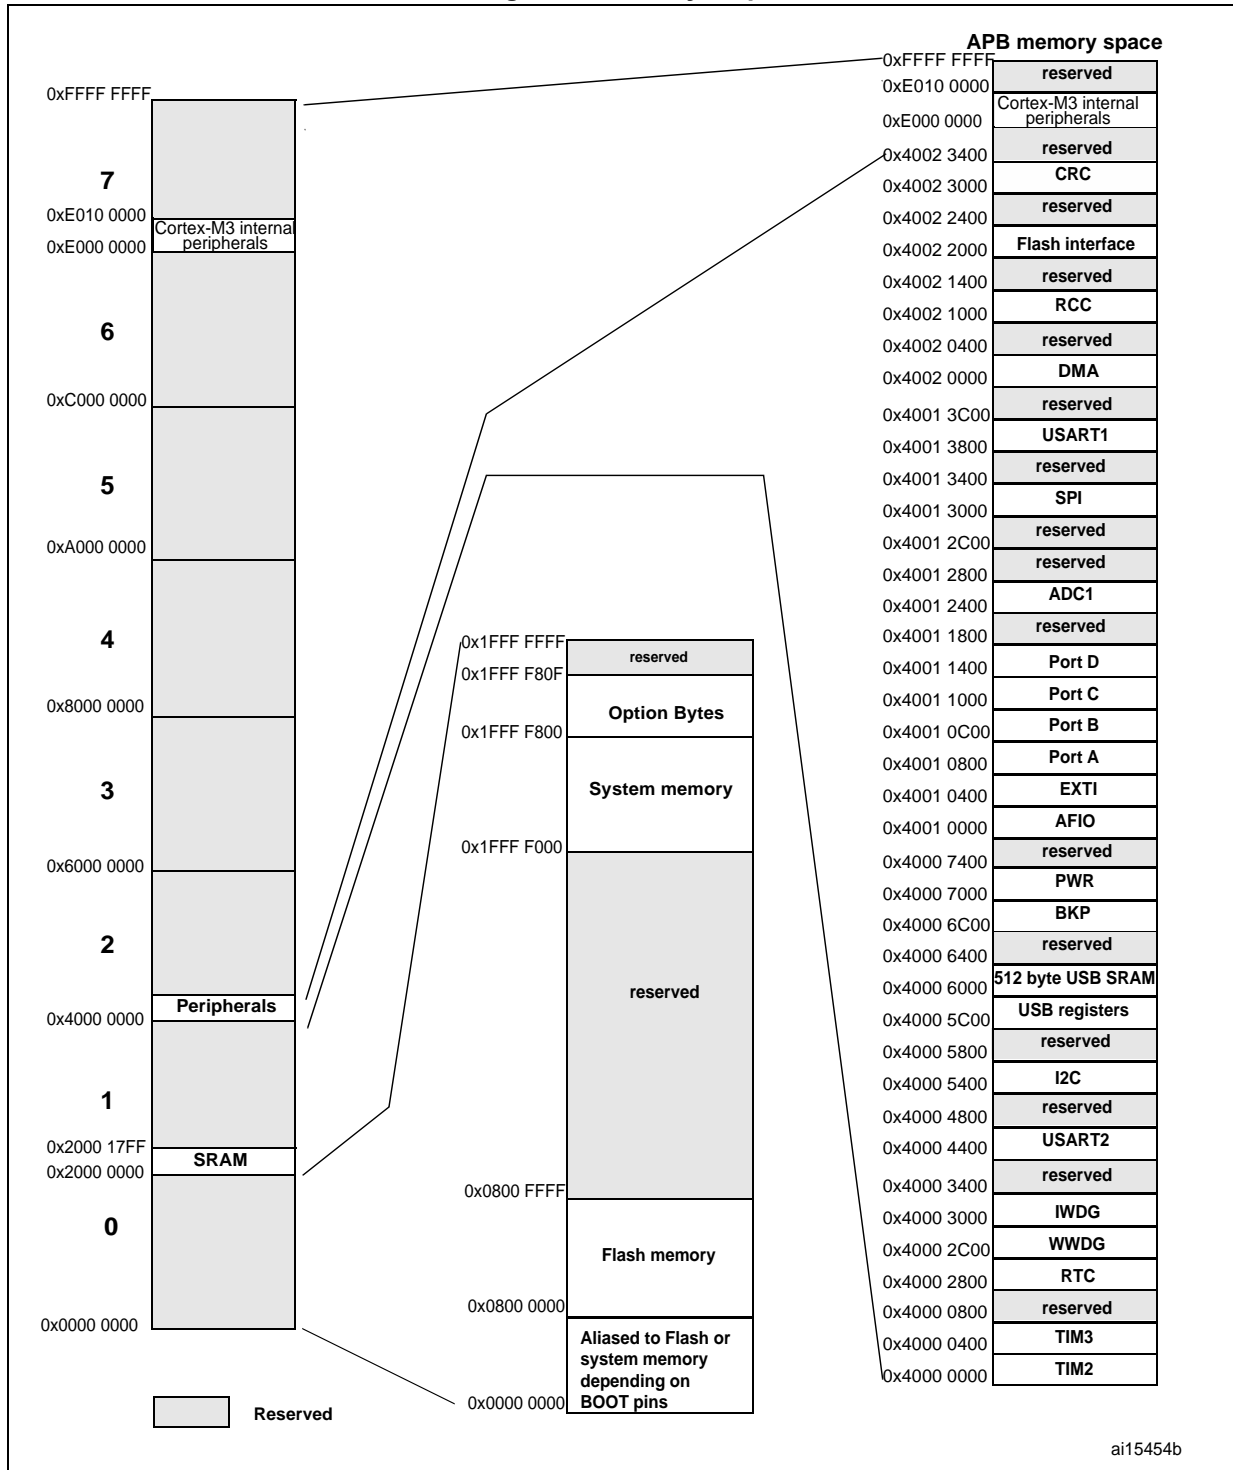 APB memory space
0xFFFF FFFF
reserved
0xE010 0000
Cortex-M3 internal
peripherals
0xE000 0000
reserved
0x4002 3400
CRC
0x4002 3000
reserved
0x4002 2400
Flash interface
0x4002 2000
reserved
0x4002 1400
RCC
0x4002 1000
reserved
0x4002 0400
DMA
0x4002 0000
reserved
0x4001 3C00
USART1
0x4001 3800
reserved
0x4001 3400
SPI
0x4001 3000
reserved
0x4001 2C00
reserved
0x4001 2800
ADC1
0x4001 2400
reserved
0x4001 1800
Port D
0x4001 1400
Port C
0x4001 1000
Port B
0x4001 0C00
Port A
0x4001 0800
EXTI
0x4001 0400
AFIO
0x4001 0000
reserved
0x4000 7400
PWR
0x4000 7000
BKP
0x4000 6C00
reserved
0x4000 6400
512 byte USB SRAM
0x4000 6000
USB registers
0x4000 5C00
reserved
0x4000 5800
I2C
0x4000 5400
reserved
0x4000 4800
USART2
0x4000 4400
reserved
0x4000 3400
IWDG
0x4000 3000
WWDG
0x4000 2C00
RTC
0x4000 2800
reserved
0x4000 0800
TIM3
0x4000 0400
TIM2
0x4000 0000
0xFFFF FFFF
7
0xE010 0000
Cortex-M3 internal
peripherals
0xE000 0000
6
0xC000 0000
5
0xA000 0000
4
0x8000 0000
3
0x6000 0000
2
Peripherals
0x4000 0000
1
0x2000 17FF
SRAM
0x2000 0000
0
0x0000 0000
0x1FFF FFFF
reserved
0x1FFF F80F
Option Bytes
0x1FFF F800
System memory
0x1FFF F000
reserved
0x0800 FFFF
Flash memory
0x0800 0000
Aliased to Flash or
system memory
depending on
BOOT pins
0x0000 0000
Reserved
ai15454b